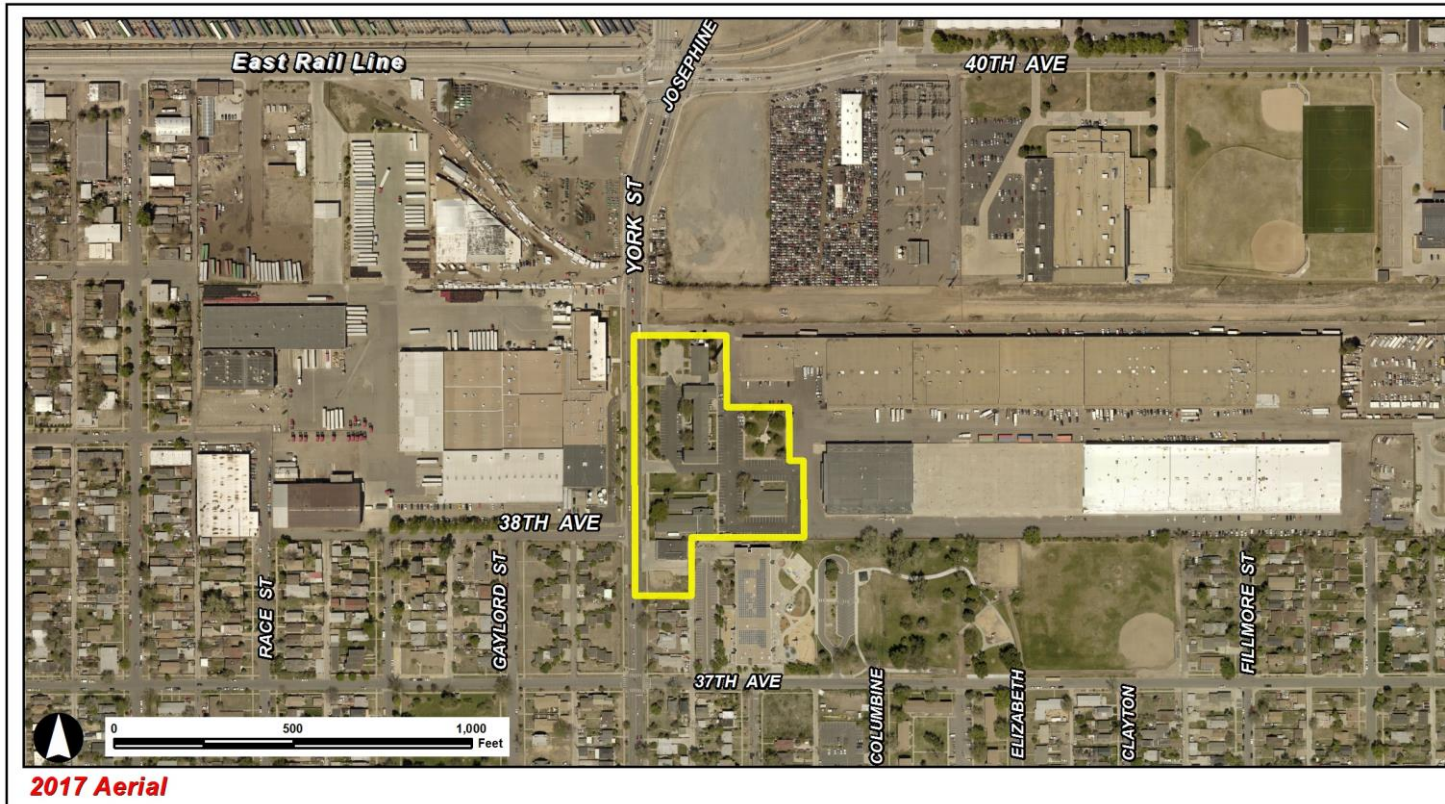 East Rail Line
JOSEPHINE
40TH AVE
YORK ST
38TH AVE
RACE ST
GAYLORD ST
37TH AVE
COLUMBINE
ELIZABETH
CLAYTON
FILLMORE ST
0 500 1,000
Feet
2017 Aerial